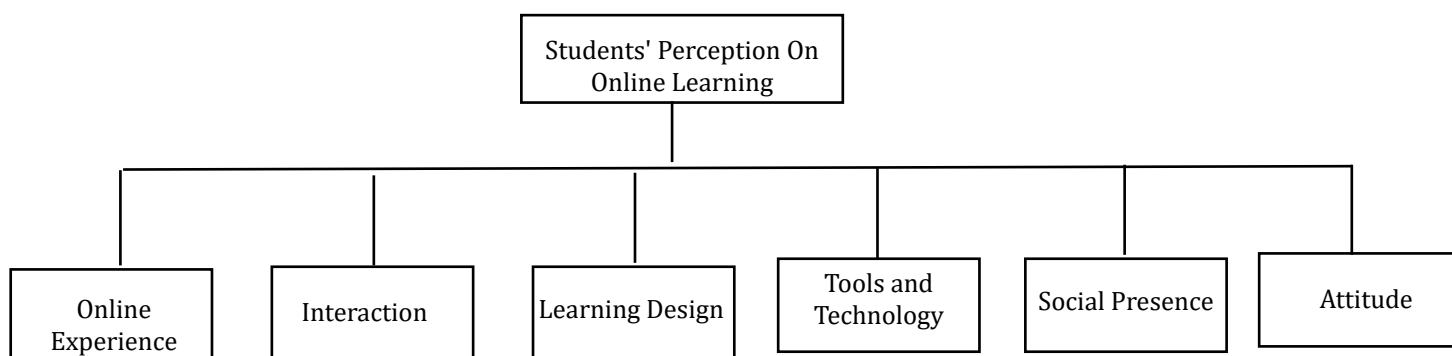 Students' Perception On
Online Learning
Online
Experience
Interaction
Learning Design
Tools and
Technology
Social Presence
Attitude